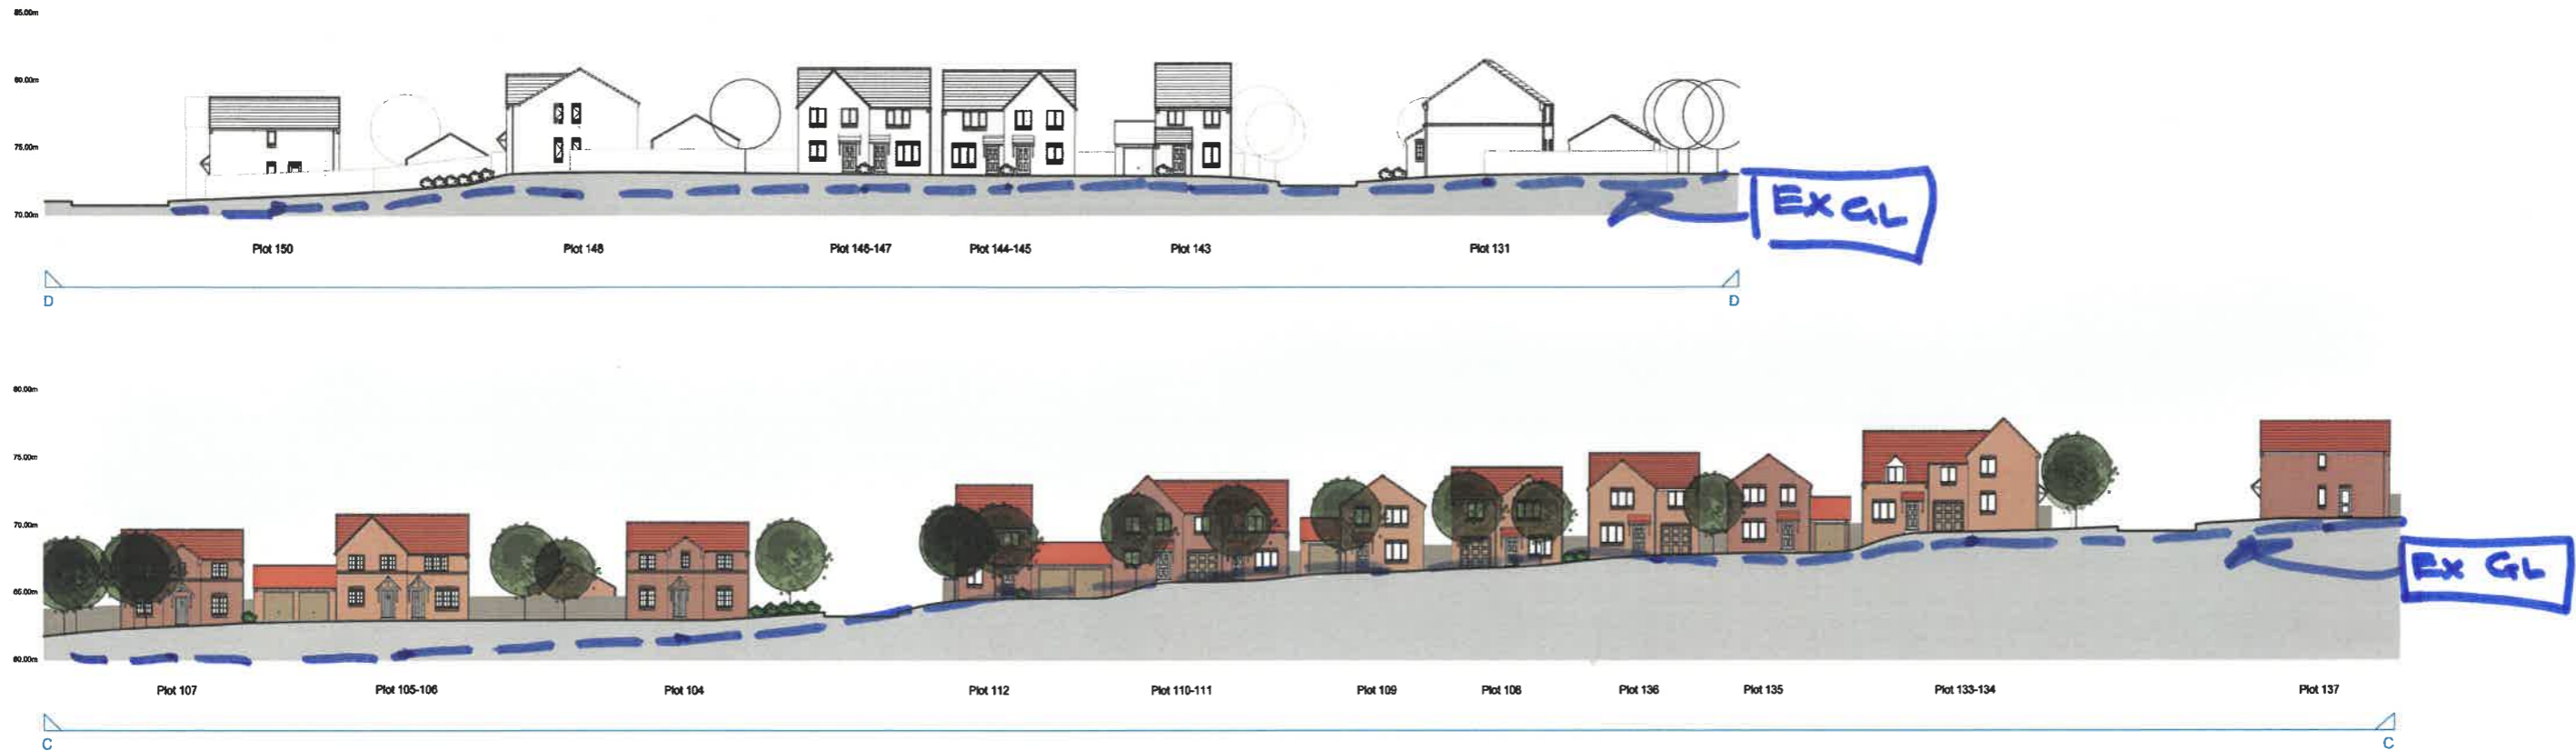 85.00m
80.00m
75.00m
70.00m
EX GL
Plot 150
Plot 148
Plot 146-147
Plot 144-145
Plot 143
Plot 131
D
D
80.00m
75.00m
70.00m
65.00m
60.00m
EX GL
Plot 107
Plot 105-106
Plot 104
Plot 112
Plot 110-111
Plot 109
Plot 108
Plot 136
Plot 135
Plot 133-134
Plot 137
C
C